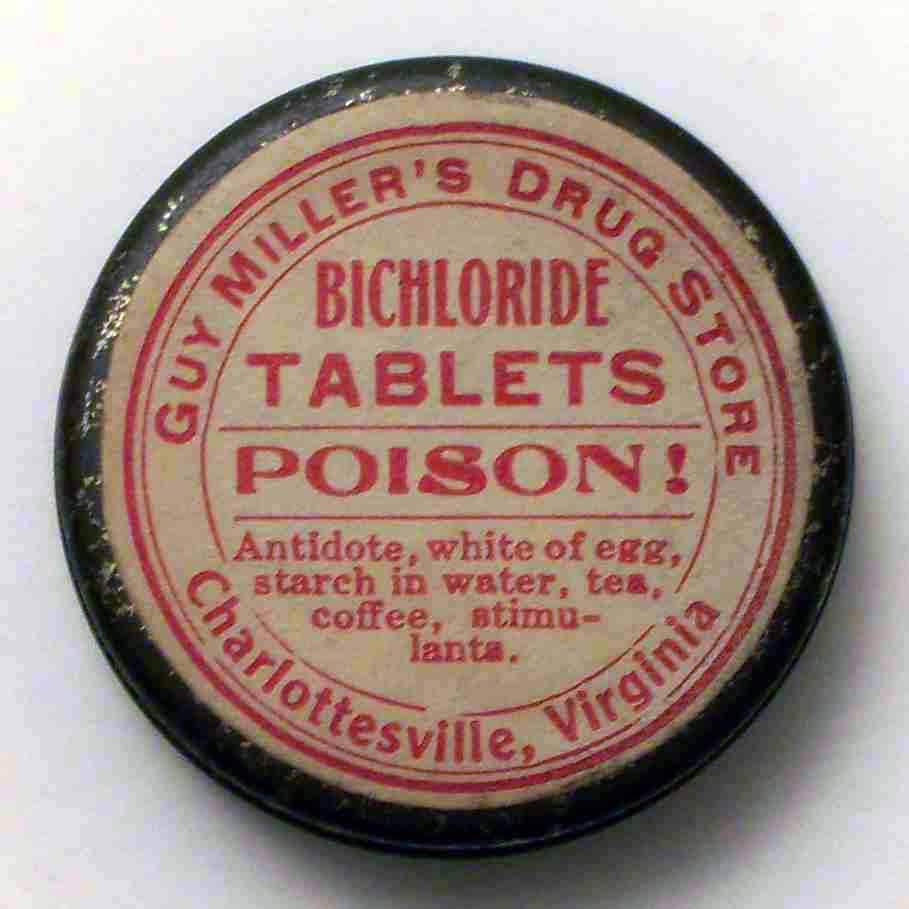 GUY MILLER'S DRUG STORE
BICHLORIDE
TABLETS
POISON!
Antidote, white of egg,
starch in water, tea,
coffee, stimu-
lants.
Charlottesville, Virginia